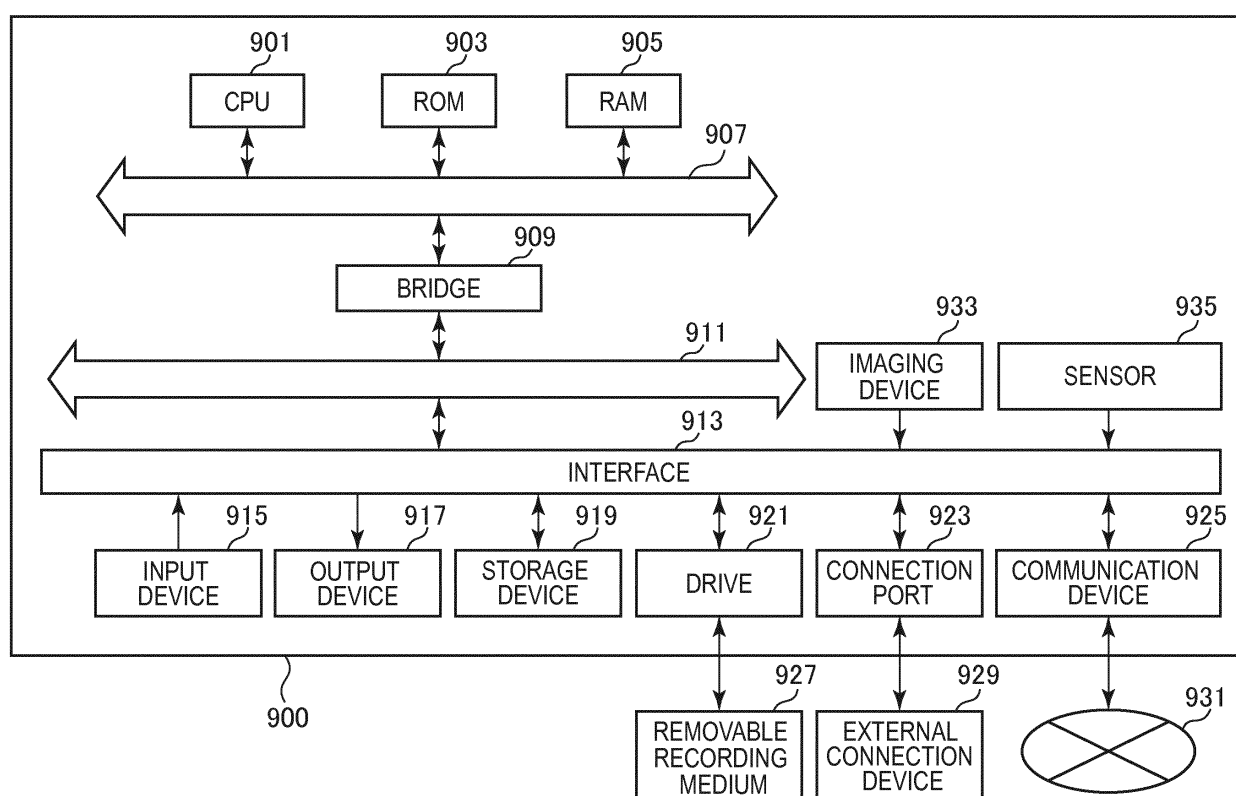 901
903
905
CPU
ROM
RAM
907
909
BRIDGE
933
935
911
IMAGING
DEVICE
SENSOR
913
INTERFACE
915
917
919
921
923
925
INPUT
DEVICE
OUTPUT
DEVICE
STORAGE
DEVICE
DRIVE
CONNECTION
PORT
COMMUNICATION
DEVICE
900
927
929
931
REMOVABLE
RECORDING
MEDIUM
EXTERNAL
CONNECTION
DEVICE